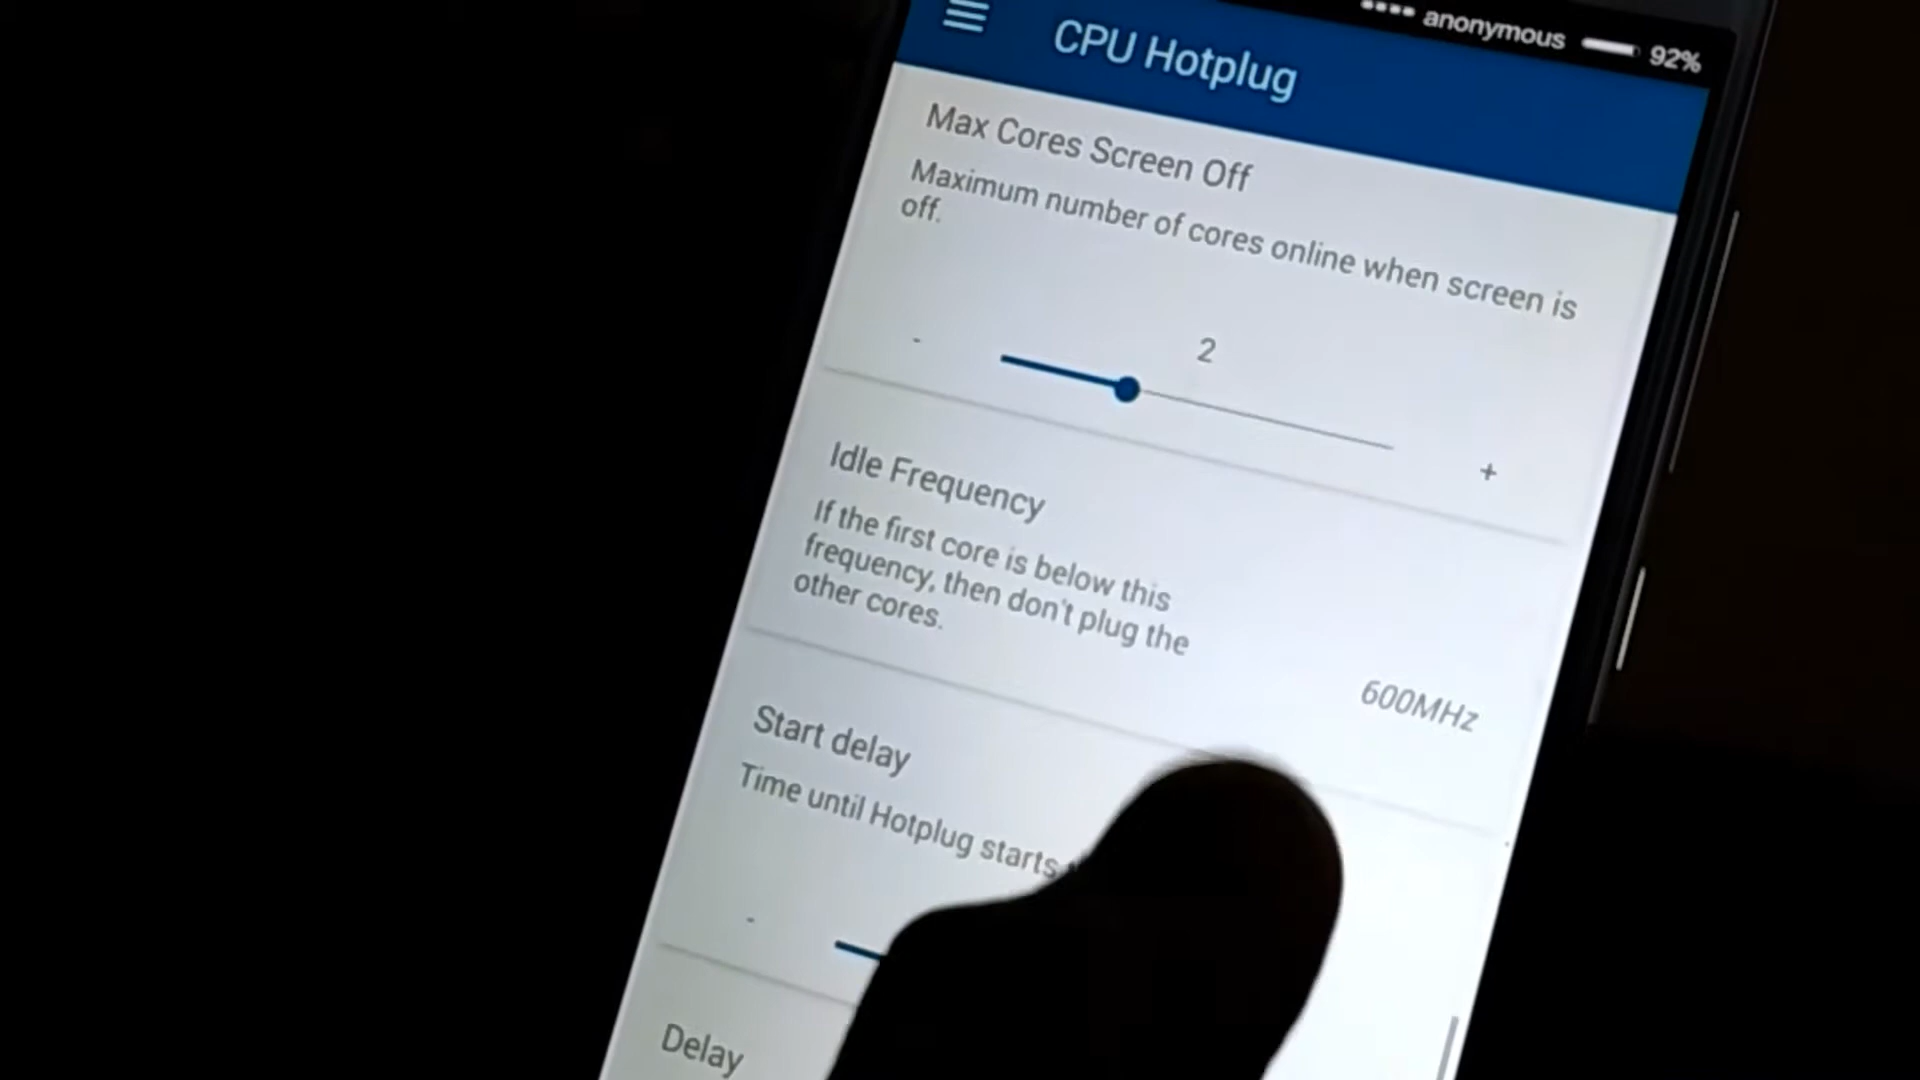 anonymous 92%
CPU Hotplug
Max Cores Screen Off
Maximum number of cores online when screen is
off.
2
-
+
Idle Frequency
If the first core is below this
frequency, then don't plug the
other cores.
600MHz
Start delay
Time until Hotplug starts
-
Delay